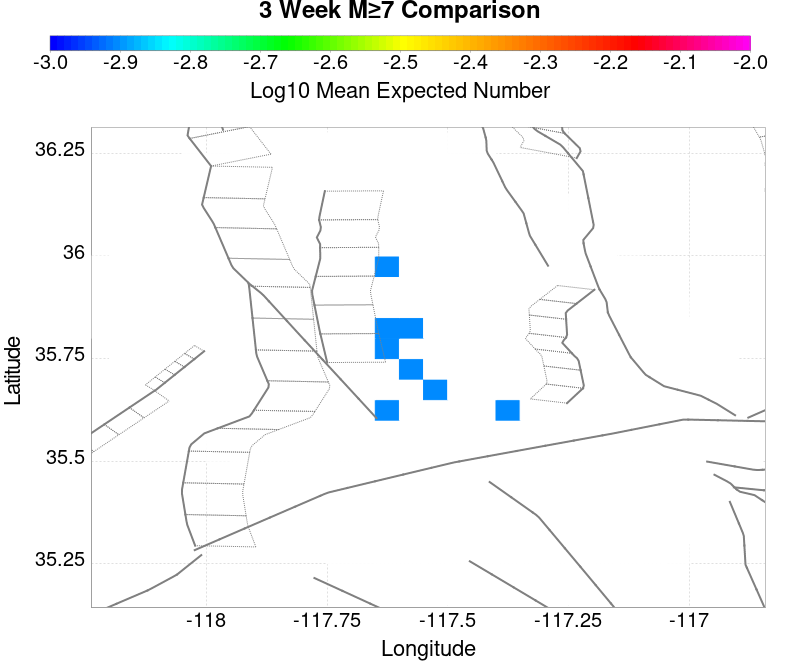 3 Week M≥7 Comparison
-3.0 -2.9 -2.8 -2.7 -2.6 -2.5 -2.4 -2.3 -2.2 -2.1 -2.0
Log10 Mean Expected Number
36.25
36
35.75
35.5
35.25
Latitude
-118 -117.75 -117.5 -117.25 -117
Longitude